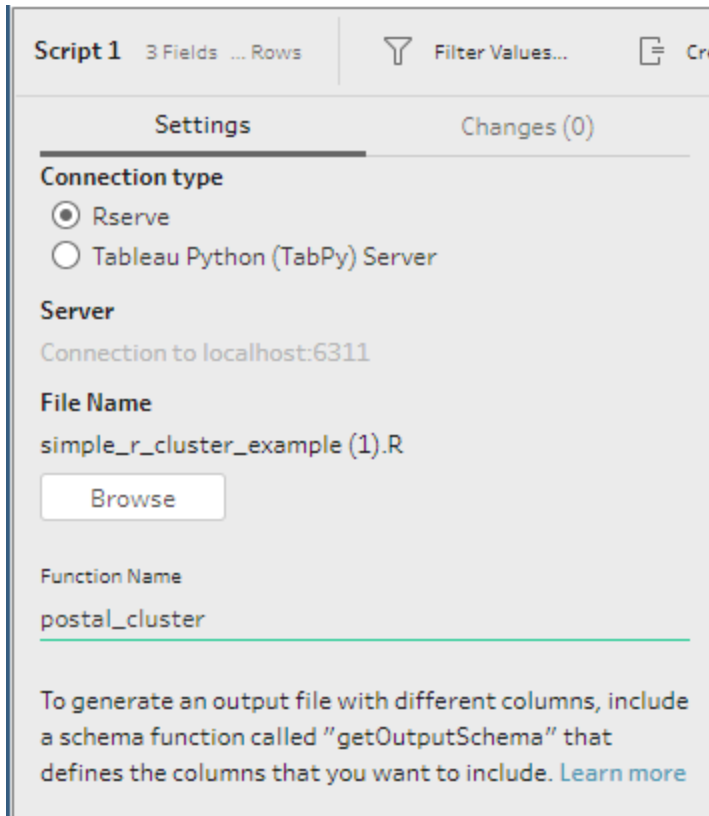 Script 1 3 Fields ... Rows Filter Values... Cr
Settings Changes (0)
Connection type
Rserve
Tableau Python (TabPy) Server
Server
Connection to localhost:6311
File Name
simple_r_cluster_example (1).R
Browse
Function Name
postal_cluster
To generate an output file with different columns, include
a schema function called "getOutputSchema" that
defines the columns that you want to include. Learn more